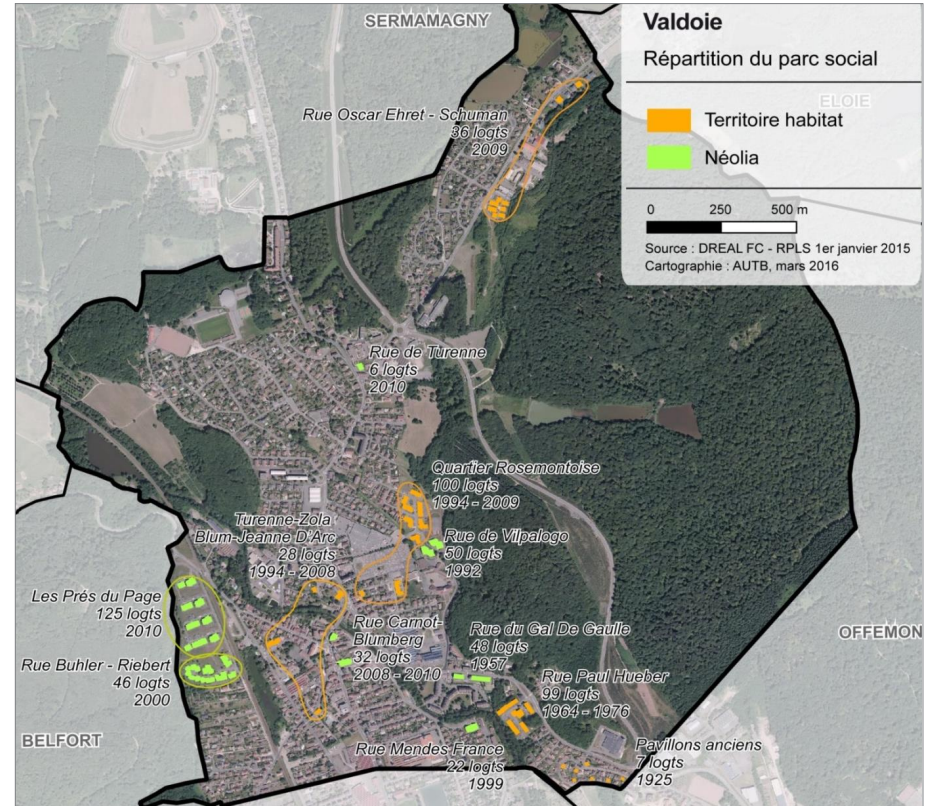 SERMAMAGNY
Valdoie
Répartition du parc social
ELOIE
Territoire habitat
Néolia
0 250 500 m
Source : DREAL FC - RPLS 1er janvier 2015
Cartographie : AUTB, mars 2016
Rue Oscar Ehret - Schuman
36 logts
2009
Rue de Turenne
6 logts
2010
Quartier Rosemontoise
100 logts
1994 - 2009
Turenne-Zola
Blum-Jeanne D'Arc
28 logts
1994 - 2008
Rue de Vilpalogo
50 logts
1992
Les Prés du Page
125 logts
2010
Rue Carnot-
Blumberg
32 logts
2008 - 2010
Rue du Gal De Gaulle
48 logts
1957
OFFEMON
Rue Buhler - Riebert
46 logts
2000
Rue Paul Hueber
99 logts
1964 - 1976
BELFORT
Rue Mendes France
22 logts
1999
Pavillons anciens
7 logts
1925